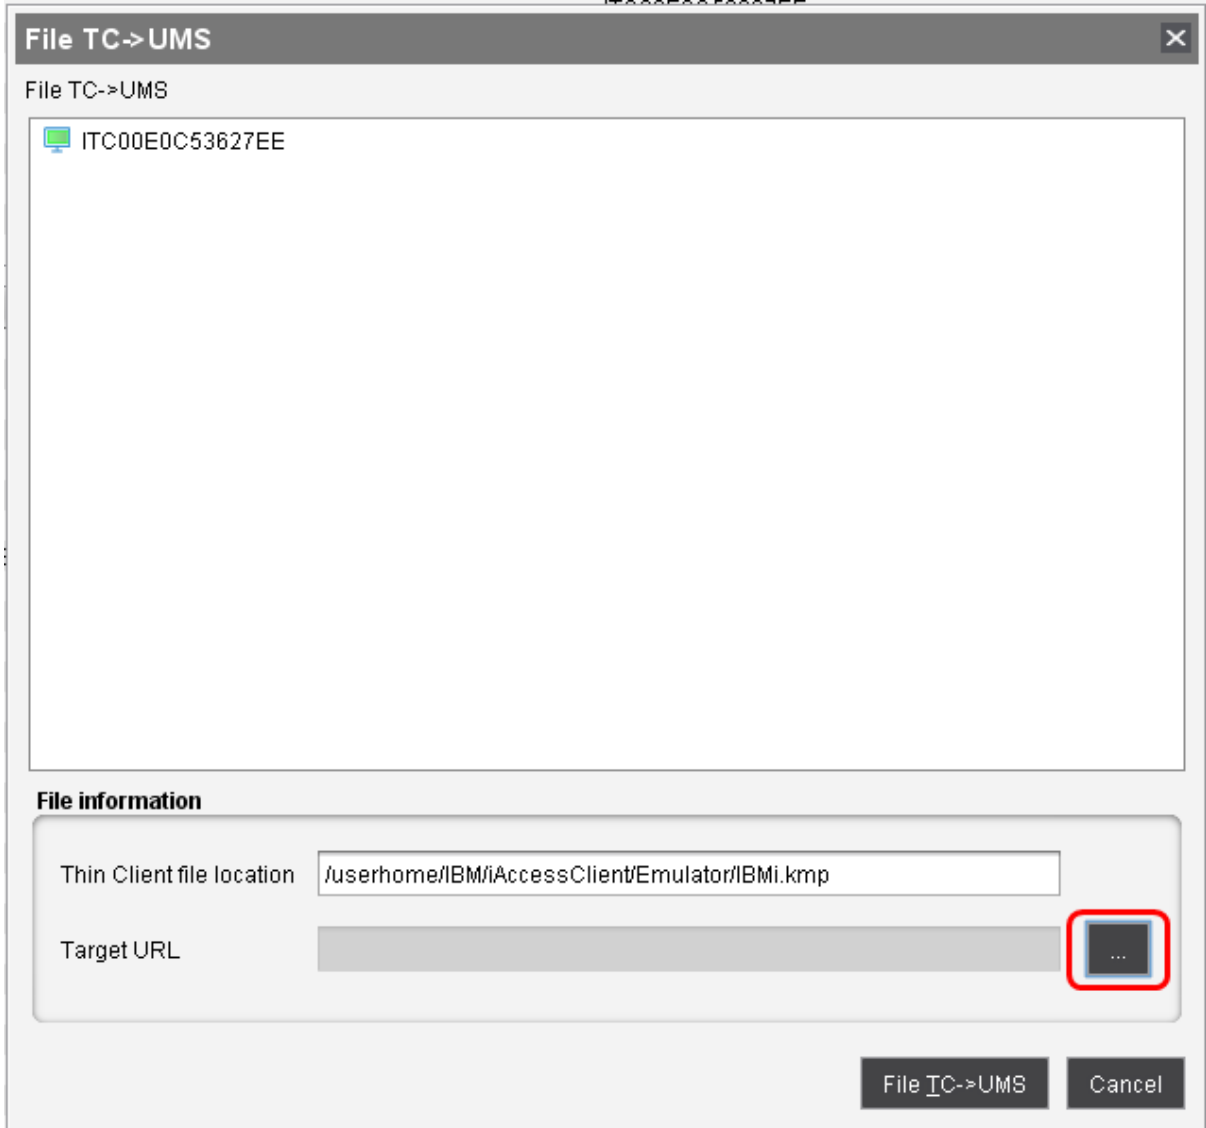 File TC->UMS
File TC->UMS
ITC00E0C53627EE
File information
Thin Client file location /userhome/IBM/iAccessClient/Emulator/IBMi.kmp
Target URL ...
File TC->UMS Cancel